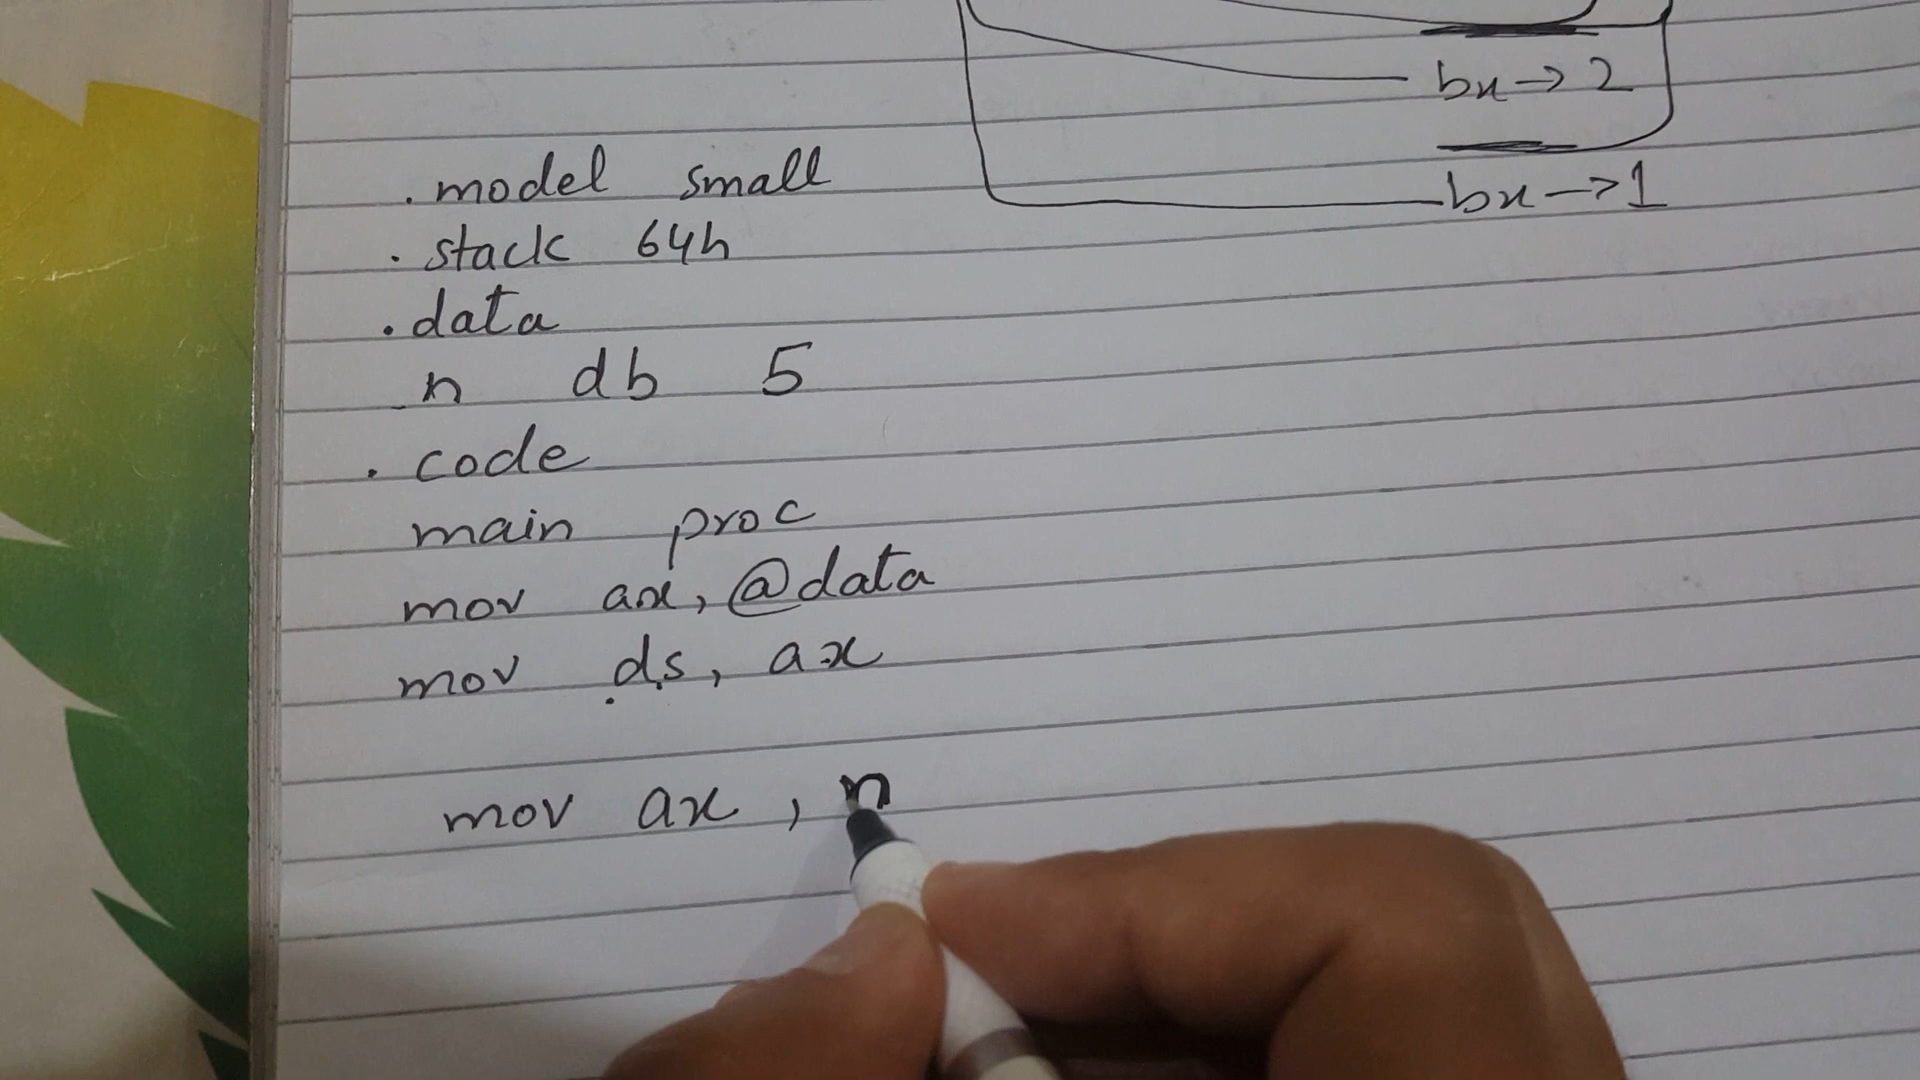 bx → 2
bx → 1
.model small
.stack 64h
.data
n db 5
.code
main proc
mov ax, @data
mov ds, ax
mov ax, n